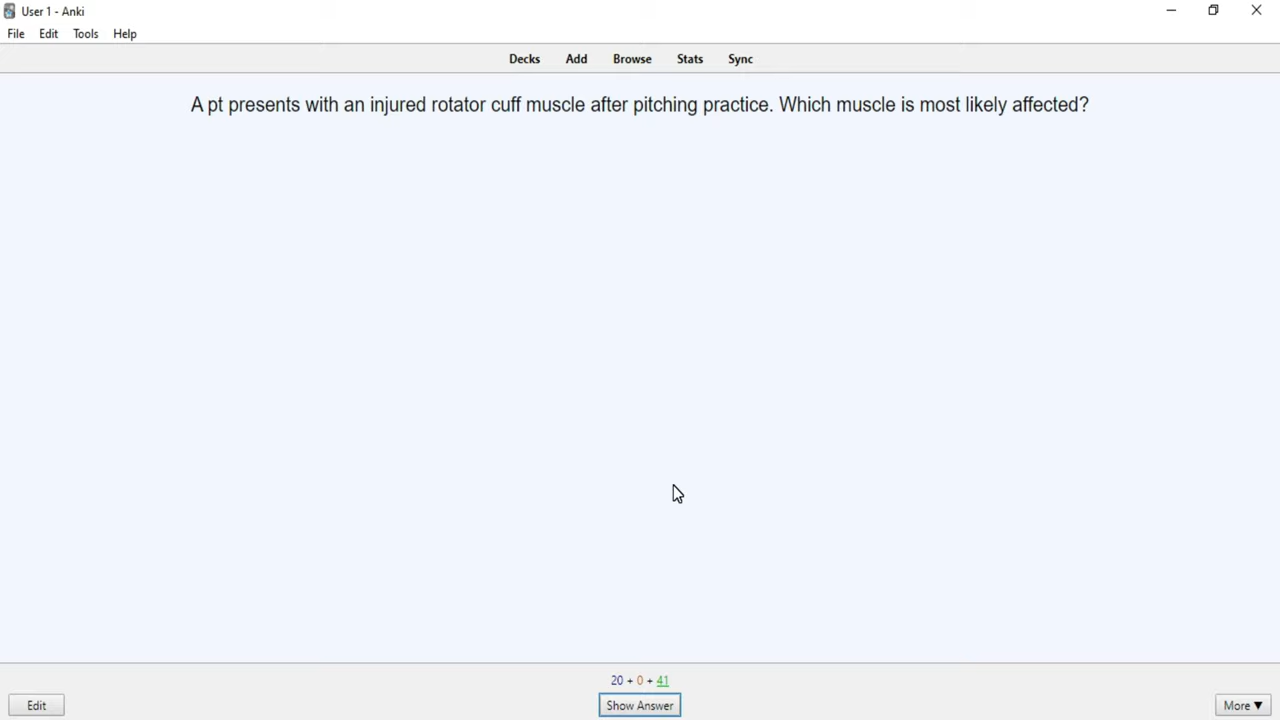 User 1 - Anki
File Edit Tools Help
Decks Add Browse Stats Sync
A pt presents with an injured rotator cuff muscle after pitching practice. Which muscle is most likely affected?
20 + 0 + 41
Edit Show Answer More ▼